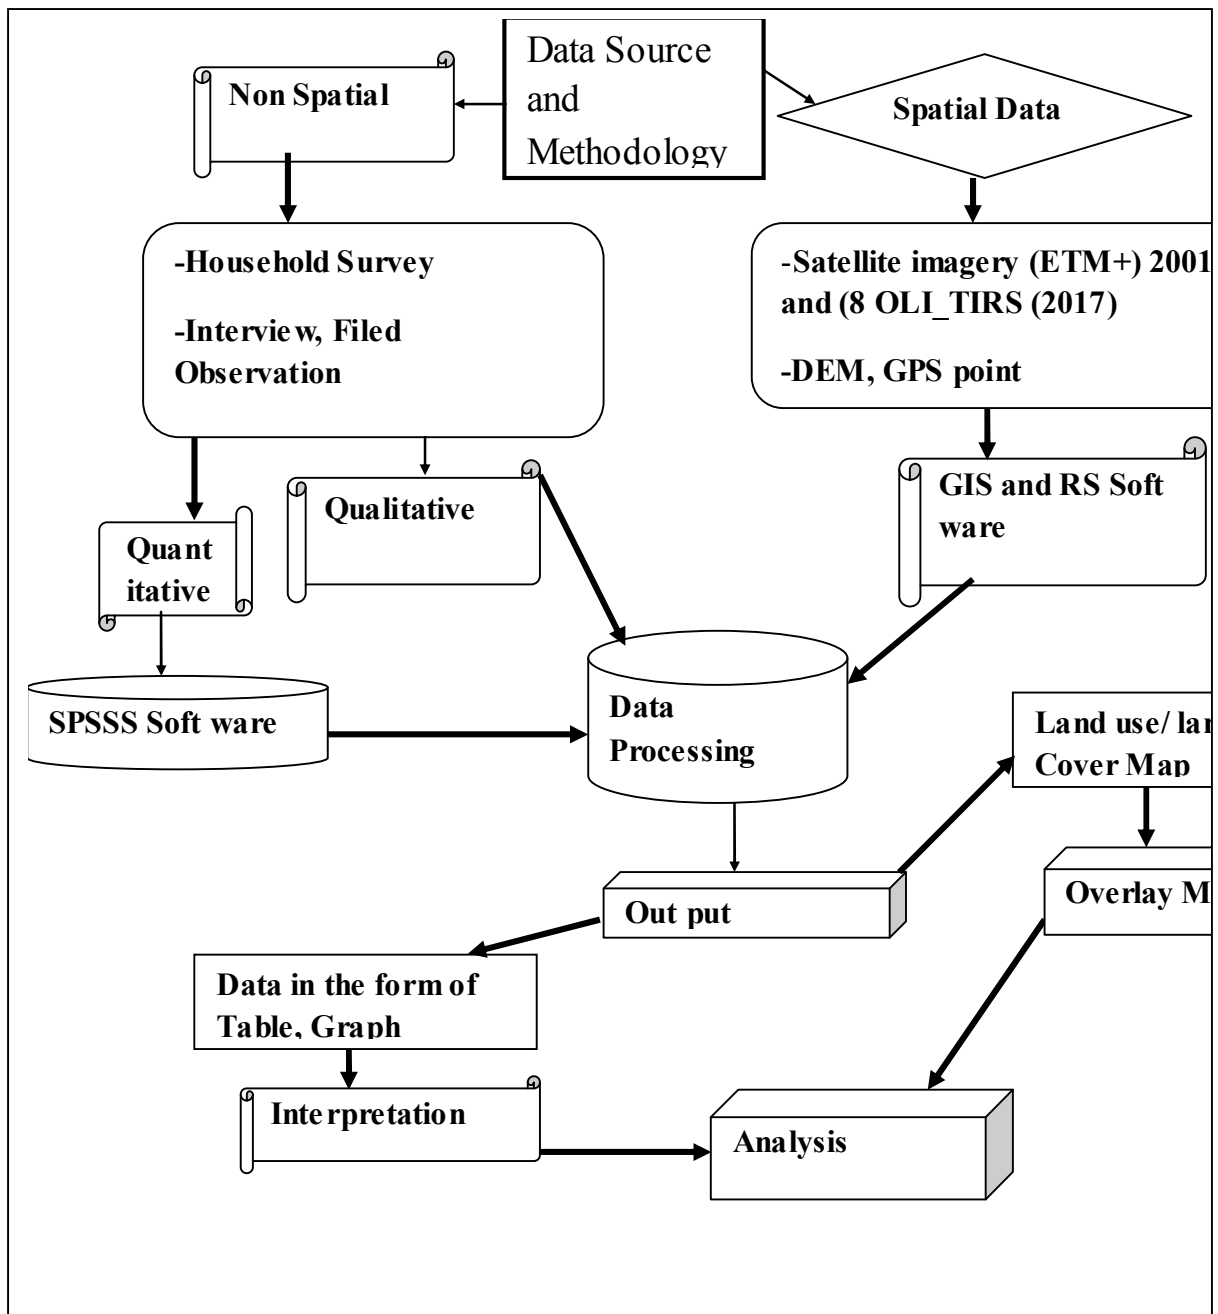 Data Source
and
Methodology
Non Spatial
Spatial Data
-Household Survey
-Interview, Filed
Observation
-Satellite imagery (ETM+) 2001
and (8 OLI_TIRS (2017)
-DEM, GPS point
Quant
itative
Qualitative
GIS and RS Soft
ware
SPSSS Soft ware
Data
Processing
Land use/
Cover Map
Out put
Overlay
Data in the form of
Table, Graph
Interpretation
Analysis